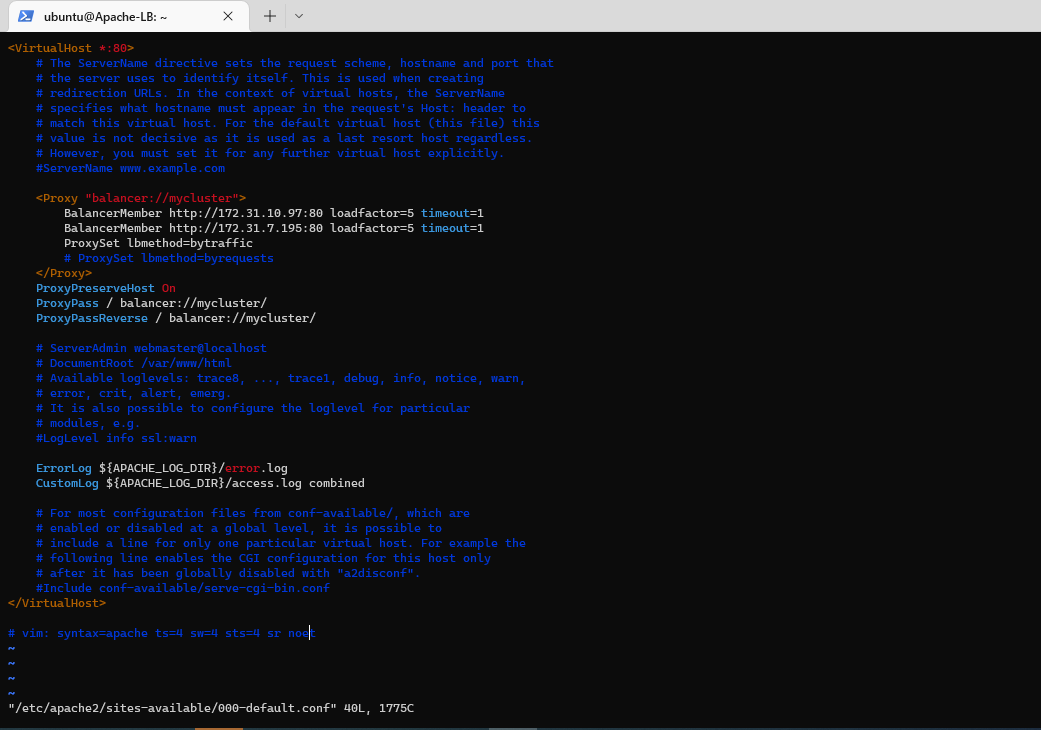 ubuntu@Apache-LB: ~
<VirtualHost *:80>
    # The ServerName directive sets the request scheme, hostname and port that
    # the server uses to identify itself. This is used when creating
    # redirection URLs. In the context of virtual hosts, the ServerName
    # specifies what hostname must appear in the request's Host: header to
    # match this virtual host. For the default virtual host (this file) this
    # value is not decisive as it is used as a last resort host regardless.
    # However, you must set it for any further virtual host explicitly.
    #ServerName www.example.com

    <Proxy "balancer://mycluster">
        BalancerMember http://172.31.10.97:80 loadfactor=5 timeout=1
        BalancerMember http://172.31.7.195:80 loadfactor=5 timeout=1
        ProxySet lbmethod=bytraffic
        # ProxySet lbmethod=byrequests
    </Proxy>
    ProxyPreserveHost On
    ProxyPass / balancer://mycluster/
    ProxyPassReverse / balancer://mycluster/

    # ServerAdmin webmaster@localhost
    # DocumentRoot /var/www/html
    # Available loglevels: trace8, ..., trace1, debug, info, notice, warn,
    # error, crit, alert, emerg.
    # It is also possible to configure the loglevel for particular
    # modules, e.g.
    #LogLevel info ssl:warn

    ErrorLog ${APACHE_LOG_DIR}/error.log
    CustomLog ${APACHE_LOG_DIR}/access.log combined

    # For most configuration files from conf-available/, which are
    # enabled or disabled at a global level, it is possible to
    # include a line for only one particular virtual host. For example the
    # following line enables the CGI configuration for this host only
    # after it has been globally disabled with "a2disconf".
    #Include conf-available/serve-cgi-bin.conf
</VirtualHost>

# vim: syntax=apache ts=4 sw=4 sts=4 sr noet
~
~
~
~
"/etc/apache2/sites-available/000-default.conf" 40L, 1775C